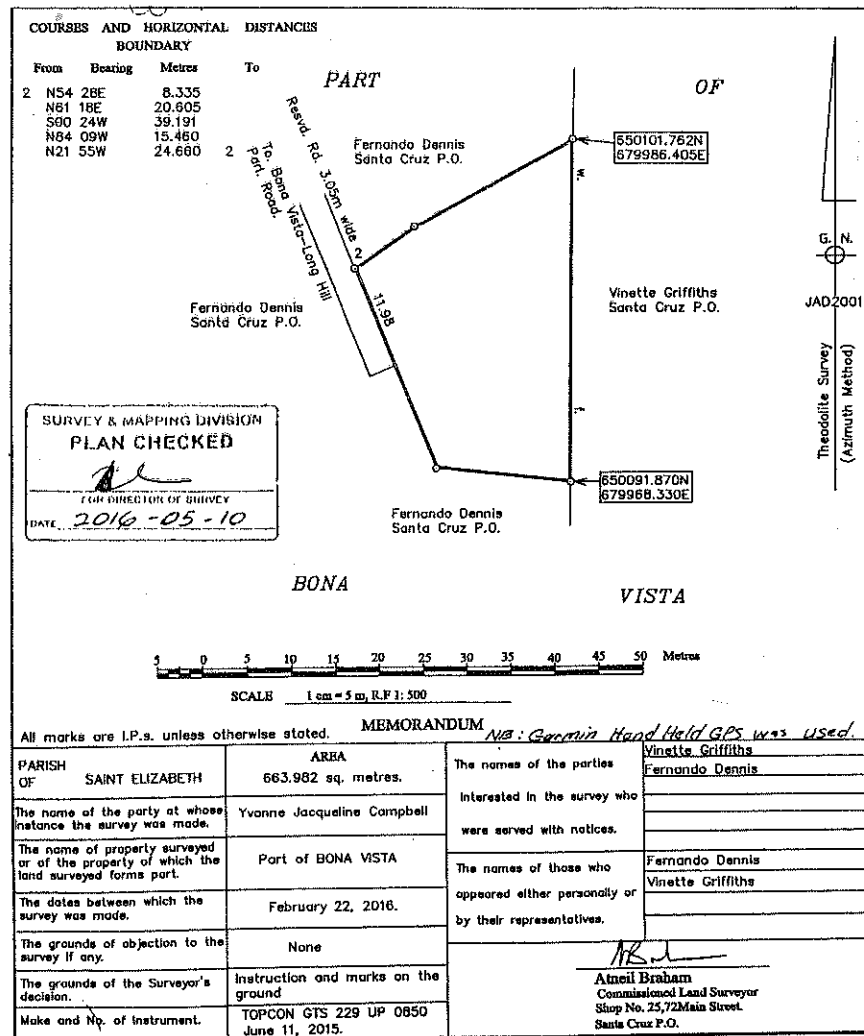 COURSES AND HORIZONTAL DISTANCES
BOUNDARY
From Bearing Metres To
2 N54 28E 8.335
N61 18E 20.605
S00 24W 39.191
N84 09W 15.460
N21 55W 24.660 2
PART
OF
Resvd. Rd. 3.05m wide
To. Bona Vista-Long Hill
Part. Road.
Fernando Dennis
Santa Cruz P.O.
650101.762N
679986.405E
w.
2
11.98
G. N.
JAD2001
Fernando Dennis
Santa Cruz P.O.
Vinette Griffiths
Santa Cruz P.O.
Theodolite Survey
(Azimuth Method)
f.
SURVEY & MAPPING DIVISION
PLAN CHECKED
FOR DIRECTOR OF SURVEY
DATE 2016-05-10
650091.870N
679968.330E
Fernando Dennis
Santa Cruz P.O.
BONA
VISTA
5 0 5 10 15 20 25 30 35 40 45 50 Metres
SCALE 1 cm = 5 m, R.F 1: 500
MEMORANDUM
All marks are I.P.s. unless otherwise stated.
NB: Garmin Hand Held GPS was used.
PARISH OF SAINT ELIZABETH
AREA
663.982 sq. metres.
The name of the party at whose
instance the survey was made.
Yvonne Jacqueline Campbell
The name of property surveyed
or of the property of which the
land surveyed forms part.
Part of BONA VISTA
The dates between which the
survey was made.
February 22, 2016.
The grounds of objection to the
survey if any.
None
The grounds of the Surveyor's
decision.
Instruction and marks on the
ground
Make and No. of Instrument.
TOPCON GTS 229 UP 0850
June 11, 2015.
The names of the parties
interested in the survey who
were served with notices.
Vinette Griffiths
Fernando Dennis
The names of those who
appeared either personally or
by their representatives.
Fernando Dennis
Vinette Griffiths
Atneil Braham
Commissioned Land Surveyor
Shop No. 25,72Main Street.
Santa Cruz P.O.